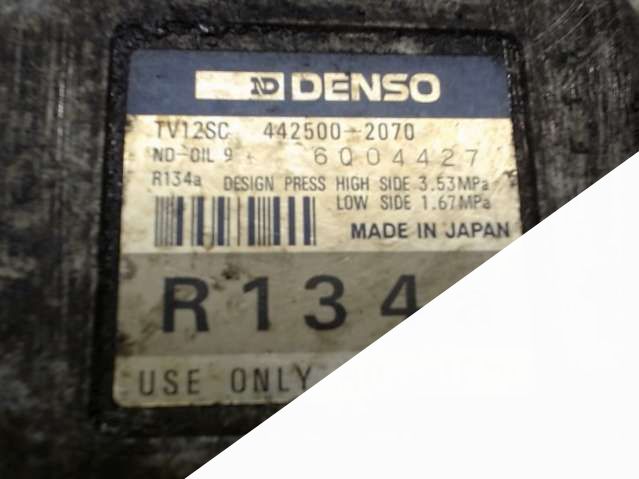 ND DENSO
TV12SC 442500-2070
ND-OIL 9 6Q04427
R134a DESIGN PRESS HIGH SIDE 3.53MPa
LOW SIDE 1.67MPa
MADE IN JAPAN
R134
USE ONLY